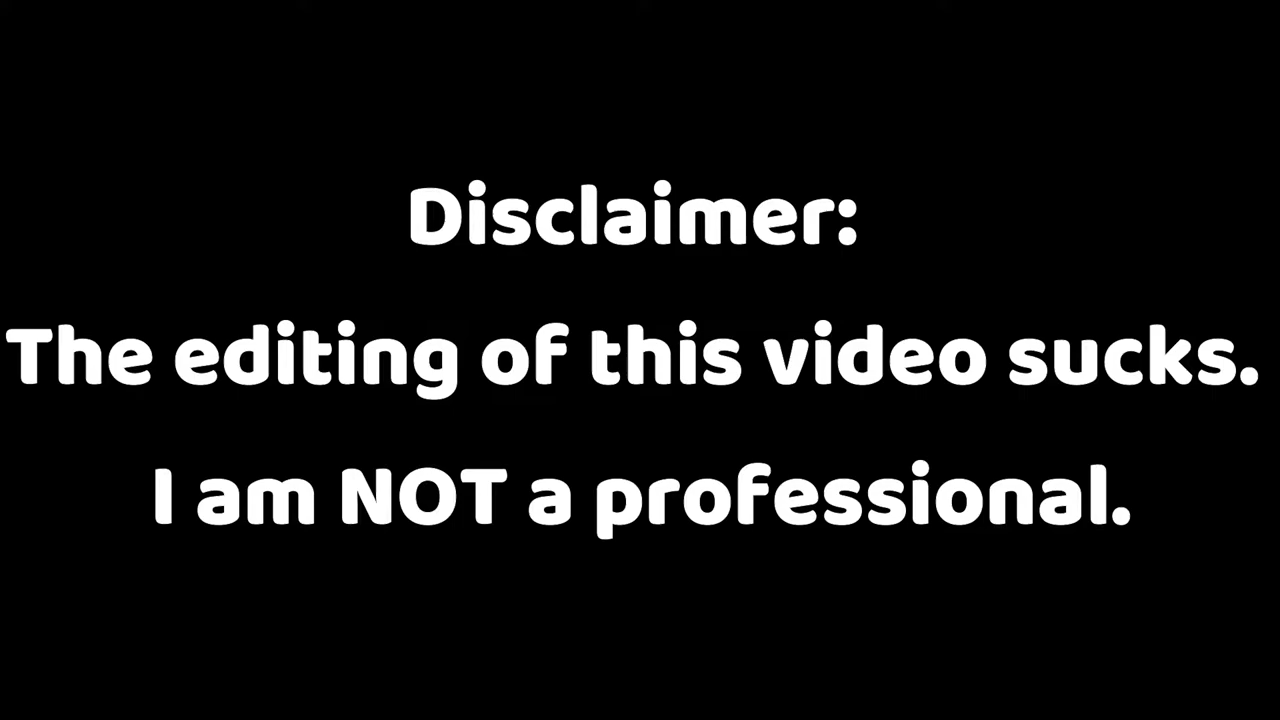 Disclaimer:
The editing of this video sucks.
I am NOT a professional.